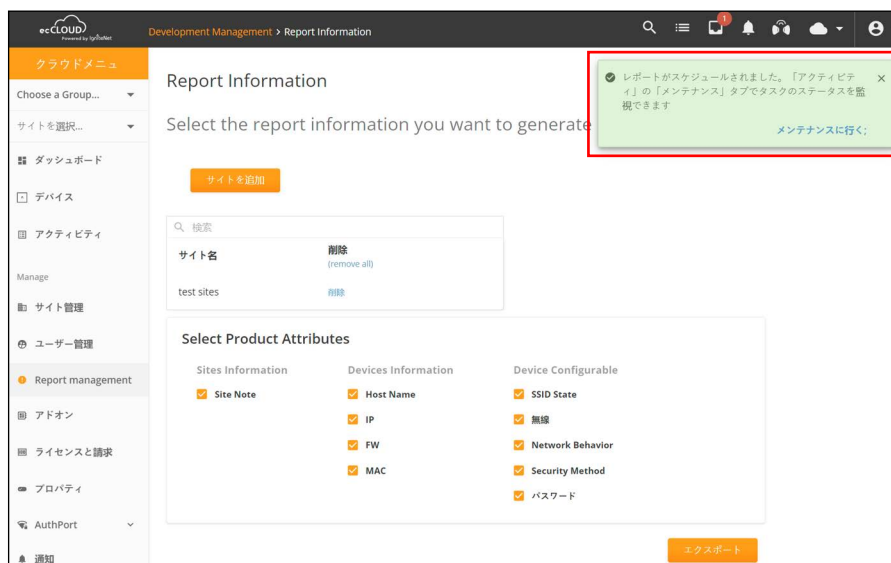 ecCLOUD
Powered by IgniteNet
Development Management > Report Information
1
クラウドメニュー
Choose a Group...
サイトを選択...
ダッシュボード
デバイス
アクティビティ
Manage
サイト管理
ユーザー管理
Report management
アドオン
ライセンスと請求
プロパティ
AuthPort
通知
Report Information
Select the report information you want to generate
レポートがスケジュールされました。「アクティビテ
ィ」の「メンテナンス」タブでタスクのステータスを監
視できます
メンテナンスに行く;
サイトを追加
検索
サイト名
削除
(remove all)
test sites
削除
Select Product Attributes
Sites Information
Devices Information
Device Configurable
Site Note
Host Name
SSID State
IP
無線
FW
Network Behavior
MAC
Security Method
パスワード
エクスポート